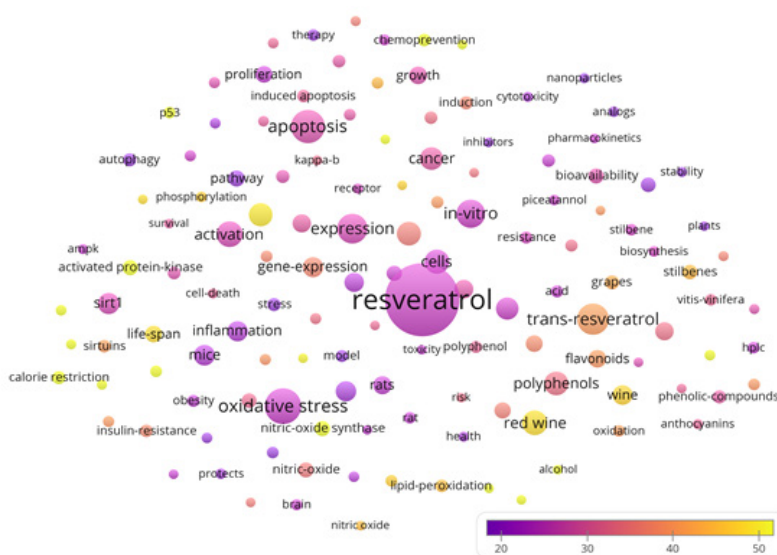 therapy
chemoprevention
proliferation
growth
nanoparticles
induced apoptosis
induction
cytotoxicity
p53
analogs
apoptosis
inhibitors
pharmacokinetics
autophagy
kappa-b
cancer
pathway
receptor
bioavailability
stability
phosphorylation
piceatannol
survival
activation
expression
in-vitro
resistance
stilbene
plants
ampk
biosynthesis
activated protein-kinase
gene-expression
cells
stilbenes
cell-death
stress
acid
grapes
sirt1
resveratrol
vitis-vinifera
life-span
inflammation
trans-resveratrol
sirtuins
mice
model
toxicity
polyphenol
flavonoids
hplc
calorie restriction
rats
polyphenols
obesity
oxidative stress
risk
wine
phenolic-compounds
insulin-resistance
nitric-oxide synthase
rat
health
red wine
oxidation
anthocyanins
protects
nitric-oxide
lipid-peroxidation
alcohol
brain
nitric oxide
20 30 40 50